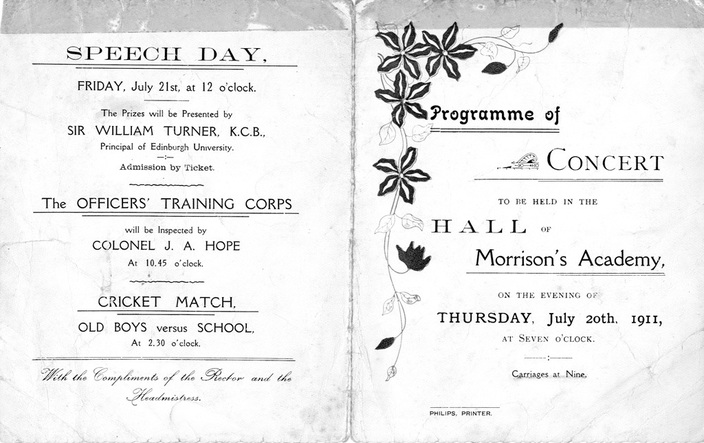 SPEECH DAY,
FRIDAY, July 21st, at 12 o'clock.
The Prizes will be Presented by
SIR WILLIAM TURNER, K.C.B.,
Principal of Edinburgh University.
Admission by Ticket.
The OFFICERS' TRAINING CORPS
will be Inspected by
COLONEL J. A. HOPE
At 10.45 o'clock.
CRICKET MATCH,
OLD BOYS versus SCHOOL,
At 2.30 o'clock.
With the Compliments of the Rector and the
Headmistress.
Programme of
CONCERT
TO BE HELD IN THE
HALL OF
Morrison's Academy,
ON THE EVENING OF
THURSDAY, July 20th. 1911,
AT SEVEN O'CLOCK.
Carriages at Nine.
PHILIPS, PRINTER.